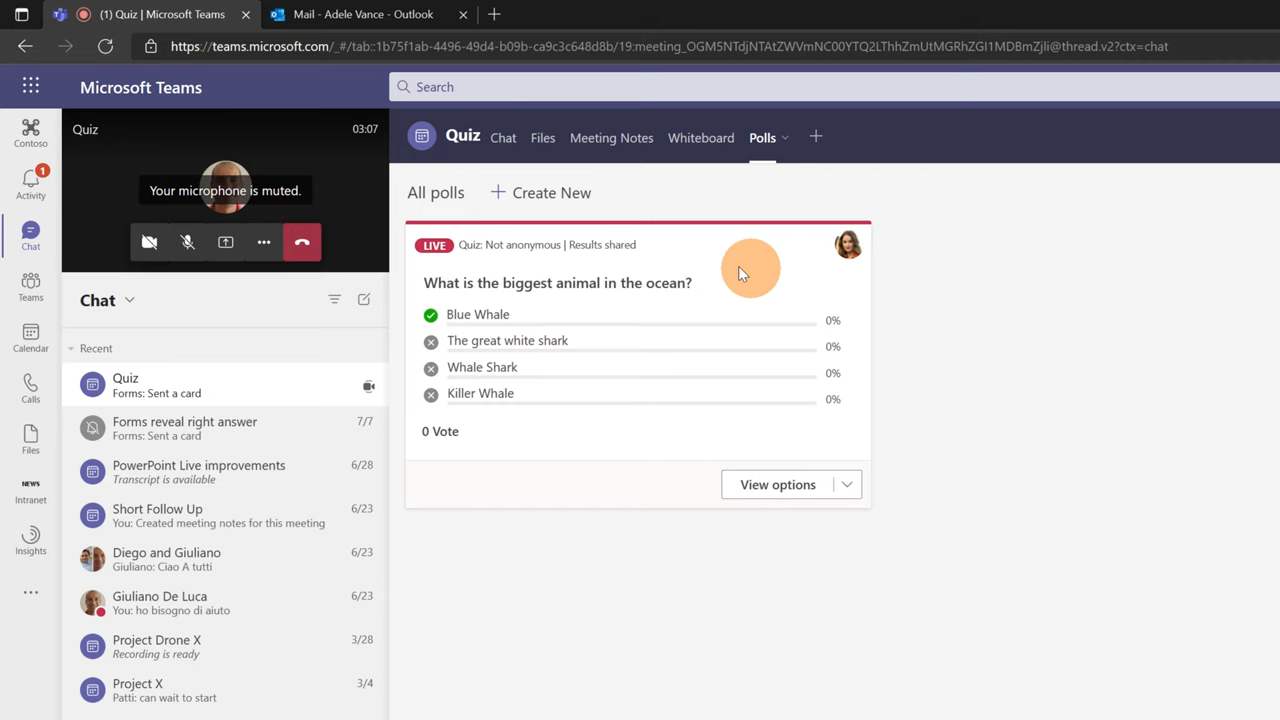 (1) Quiz | Microsoft Teams
Mail - Adele Vance - Outlook
https://teams.microsoft.com/_#/tab::1b75f1ab-4496-49d4-b09b-ca9c3c648d8b/19:meeting_OGM5NTdjNTAtZWVmNC00YTQ2LThhZmUtMGRhZGI1MDBmZjli@thread.v2?ctx=chat
Microsoft Teams
Search
Quiz
03:07
Your microphone is muted.
Quiz Chat Files Meeting Notes Whiteboard Polls
Contoso
1
Activity
Chat
Teams
Calendar
Calls
Files
NEWS
Intranet
Insights
Chat
Recent
Quiz
Forms: Sent a card
Forms reveal right answer 7/7
Forms: Sent a card
PowerPoint Live improvements 6/28
Transcript is available
Short Follow Up 6/23
You: Created meeting notes for this meeting
Diego and Giuliano 6/23
Giuliano: Ciao A tutti
Giuliano De Luca 6/23
You: ho bisogno di aiuto
Project Drone X 3/28
Recording is ready
Project X 3/4
Patti: can wait to start
All polls Create New
LIVE Quiz: Not anonymous | Results shared
What is the biggest animal in the ocean?
Blue Whale 0%
The great white shark 0%
Whale Shark 0%
Killer Whale 0%
0 Vote
View options